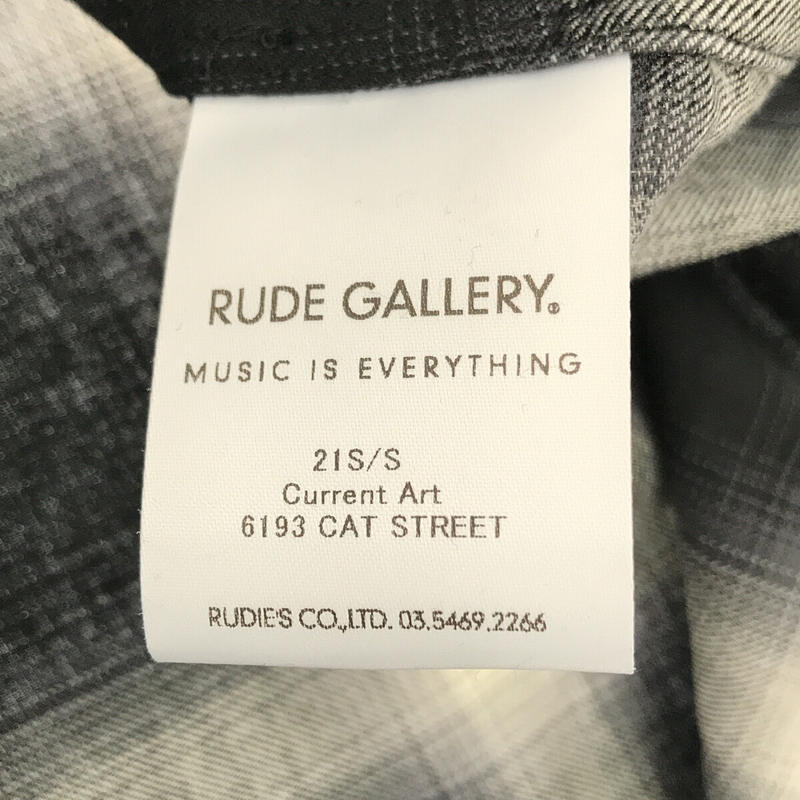 RUDE GALLERY®
MUSIC IS EVERYTHING
21S/S
Current Art
6193 CAT STREET
RUDIE'S CO.,LTD. 03.5469.2266